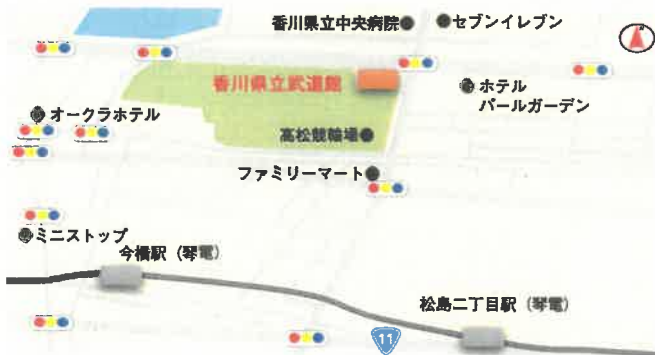 香川県立中央病院
セブンイレブン
香川県立武道館
ホテル
パールガーデン
オークラホテル
高松競輪場
ファミリーマート
ミニストップ
今橋駅（琴電）
松島二丁目駅（琴電）
11